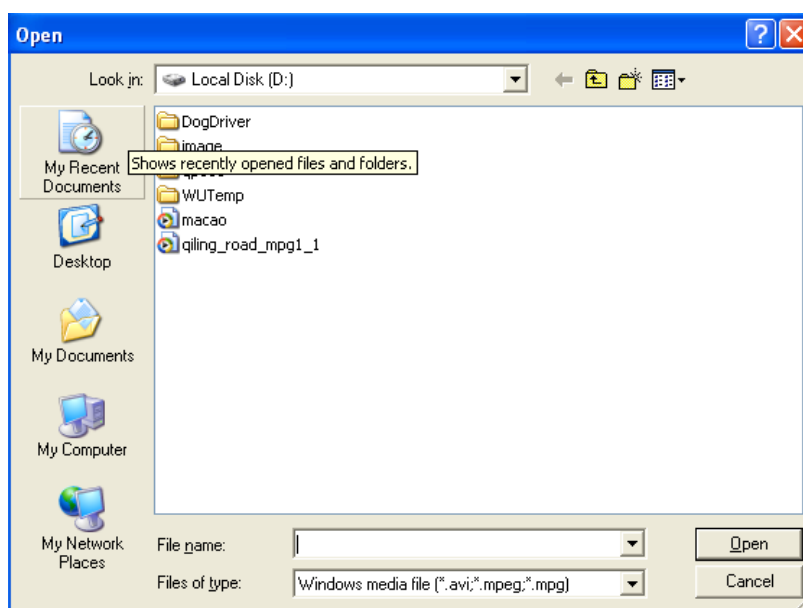 Open
Look in:
Local Disk (D:)
My Recent
Documents
Desktop
My Documents
My Computer
My Network
Places
DogDriver
image
Shows recently opened files and folders.
WUTemp
macao
qiling_road_mpg1_1
File name:
Open
Files of type:
Windows media file (*.avi;*.mpeg;*.mpg)
Cancel